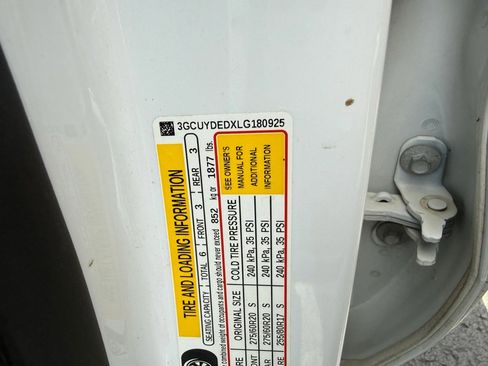 3GCUYDEDXLG180925
TIRE AND LOADING INFORMATION
SEATING CAPACITY TOTAL 6 FRONT 3 REAR 3
combined weight of occupants and cargo should never exceed 852 kg or 1877 lbs.
ORIGINAL SIZE COLD TIRE PRESSURE SEE OWNER'S
MANUAL FOR
ADDITIONAL
INFORMATION
275/60R20 S 240 kPa, 35 PSI
275/60R20 S 240 kPa, 35 PSI
255/80R17 S 240 kPa, 35 PSI